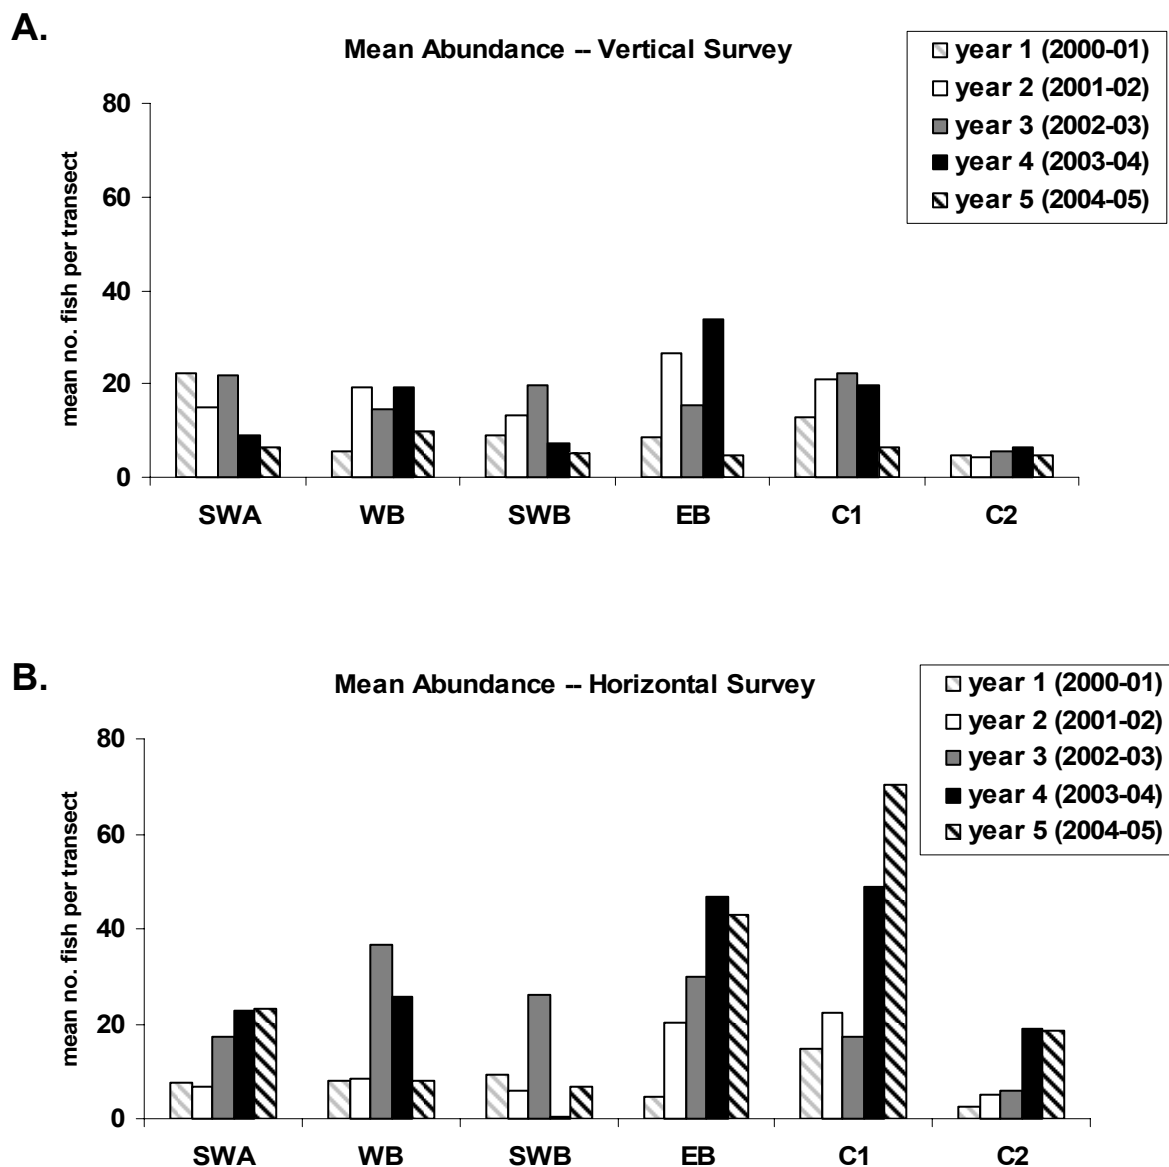 A.
Mean Abundance -- Vertical Survey
year 1 (2000-01)
year 2 (2001-02)
year 3 (2002-03)
year 4 (2003-04)
year 5 (2004-05)
mean no. fish per transect
80
60
40
20
0
SWA WB SWB EB C1 C2
B.
Mean Abundance -- Horizontal Survey
year 1 (2000-01)
year 2 (2001-02)
year 3 (2002-03)
year 4 (2003-04)
year 5 (2004-05)
mean no. fish per transect
80
60
40
20
0
SWA WB SWB EB C1 C2